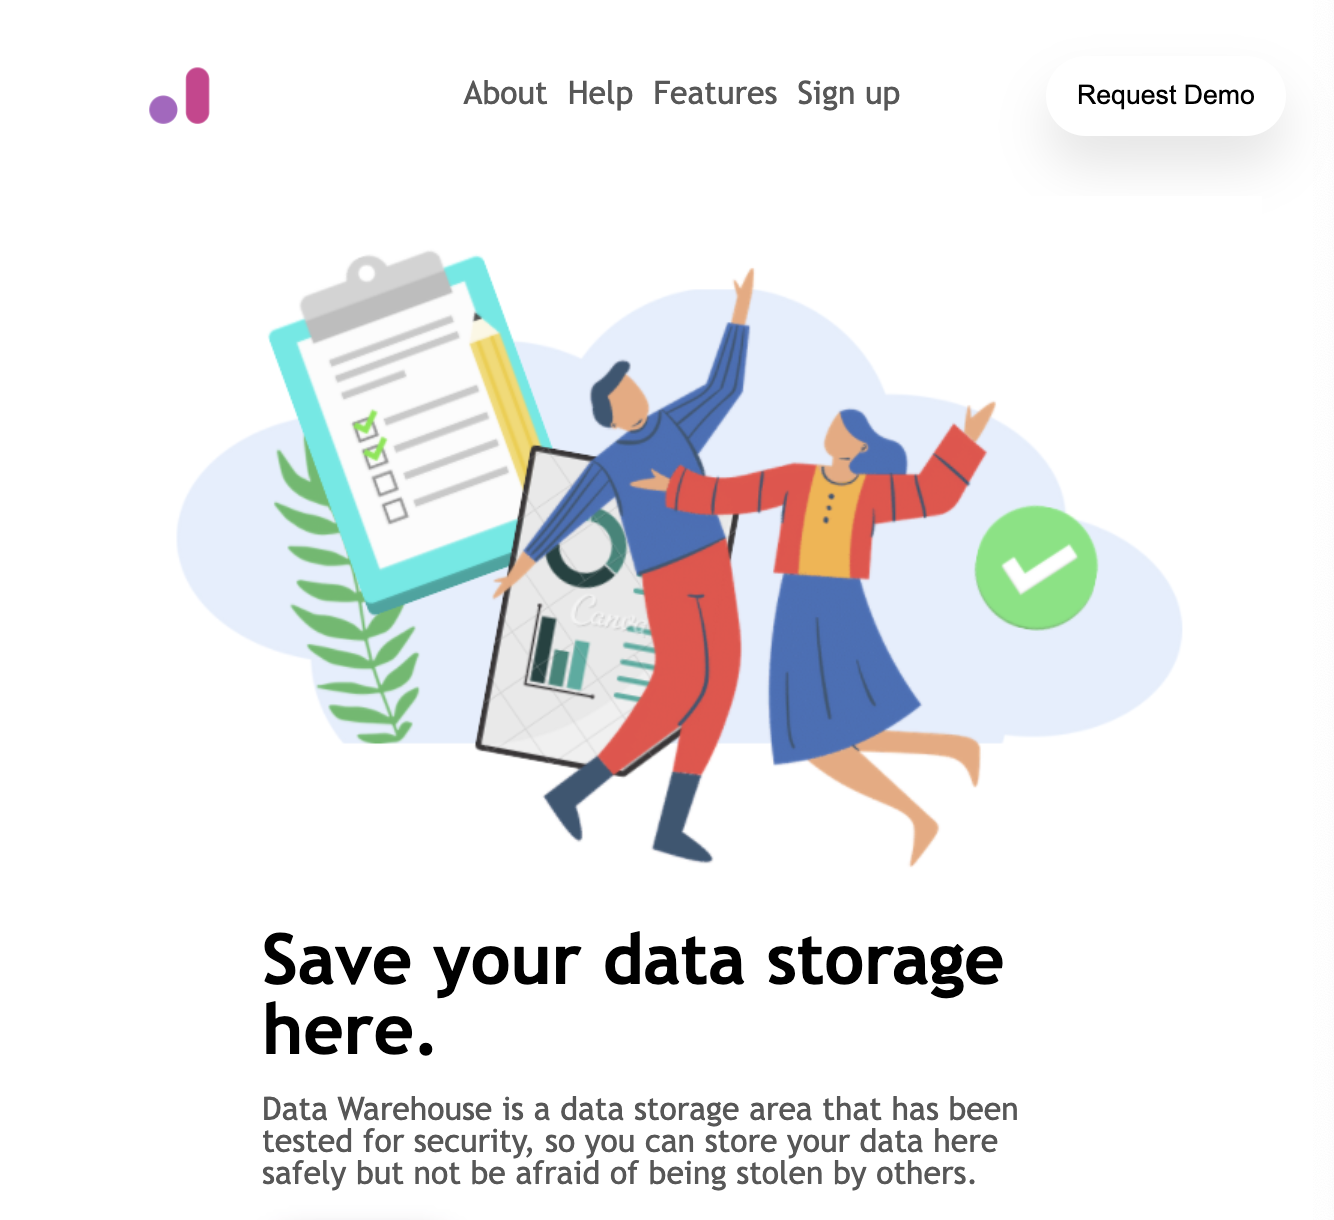 About Help Features Sign up
Request Demo
Canva
Save your data storage
here.
Data Warehouse is a data storage area that has been
tested for security, so you can store your data here
safely but not be afraid of being stolen by others.